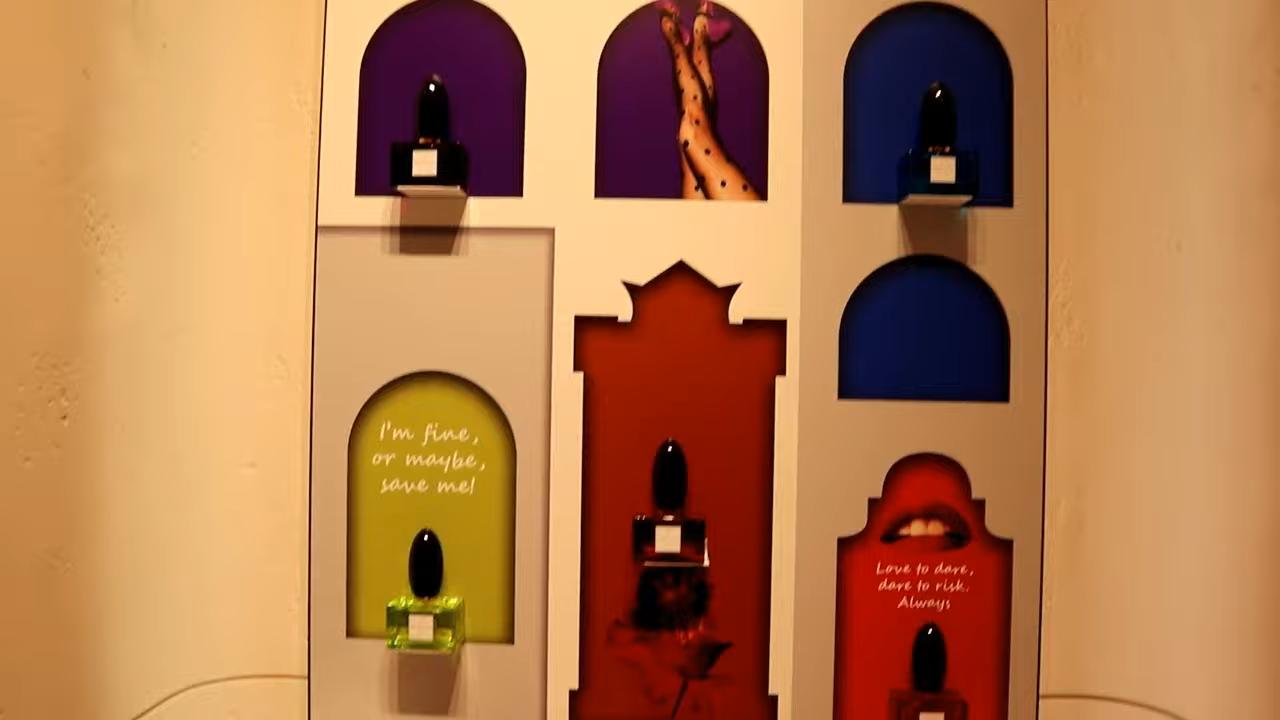 I'm fine,
or maybe,
save me!
Love to dare,
dare to risk.
Always